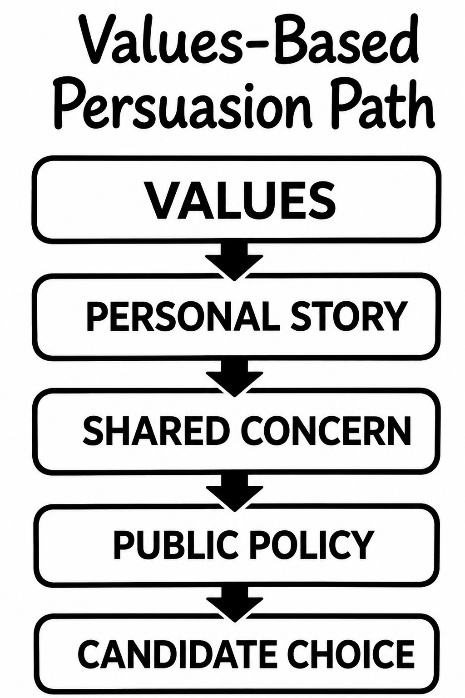 Values-Based
Persuasion Path
VALUES
PERSONAL STORY
SHARED CONCERN
PUBLIC POLICY
CANDIDATE CHOICE